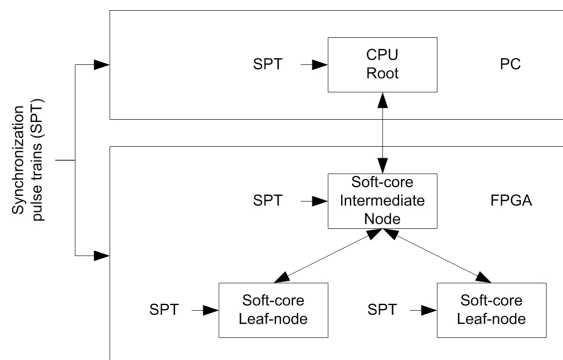 Synchronization
pulse trains (SPT)
SPT
CPU
Root
PC
SPT
Soft-core
Intermediate
Node
FPGA
SPT
Soft-core
Leaf-node
SPT
Soft-core
Leaf-node